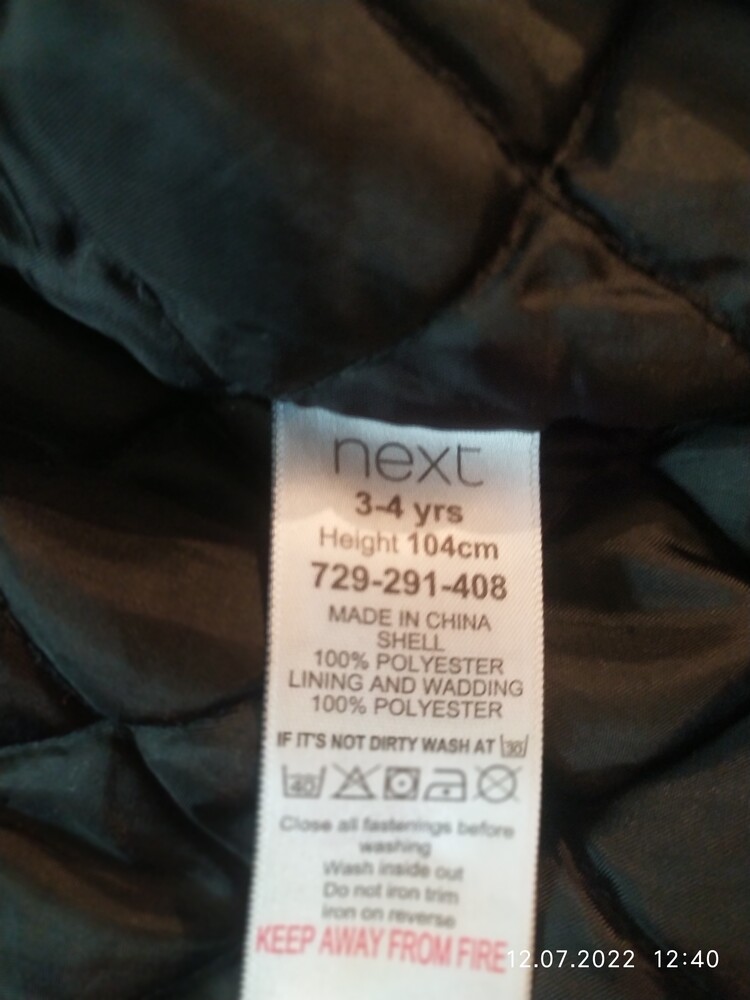 next
3-4 yrs
Height 104cm
729-291-408
MADE IN CHINA
SHELL
100% POLYESTER
LINING AND WADDING
100% POLYESTER
IF IT'S NOT DIRTY WASH AT 30
40
Close all fastenings before
washing
Wash inside out
Do not iron trim
iron on reverse
KEEP AWAY FROM FIRE
12.07.2022 12:40